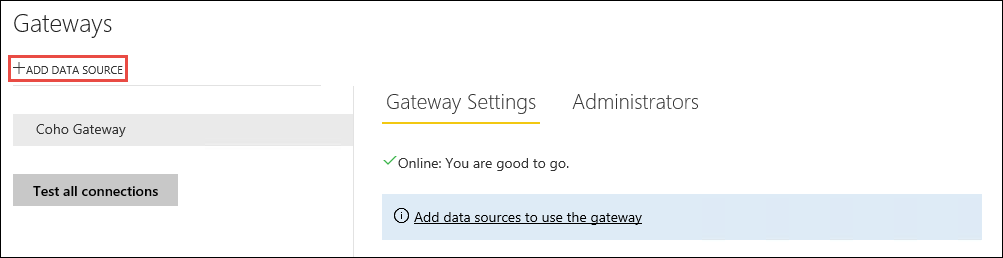 Gateways
+ADD DATA SOURCE
Gateway Settings Administrators
Coho Gateway
Online: You are good to go.
Test all connections
Add data sources to use the gateway